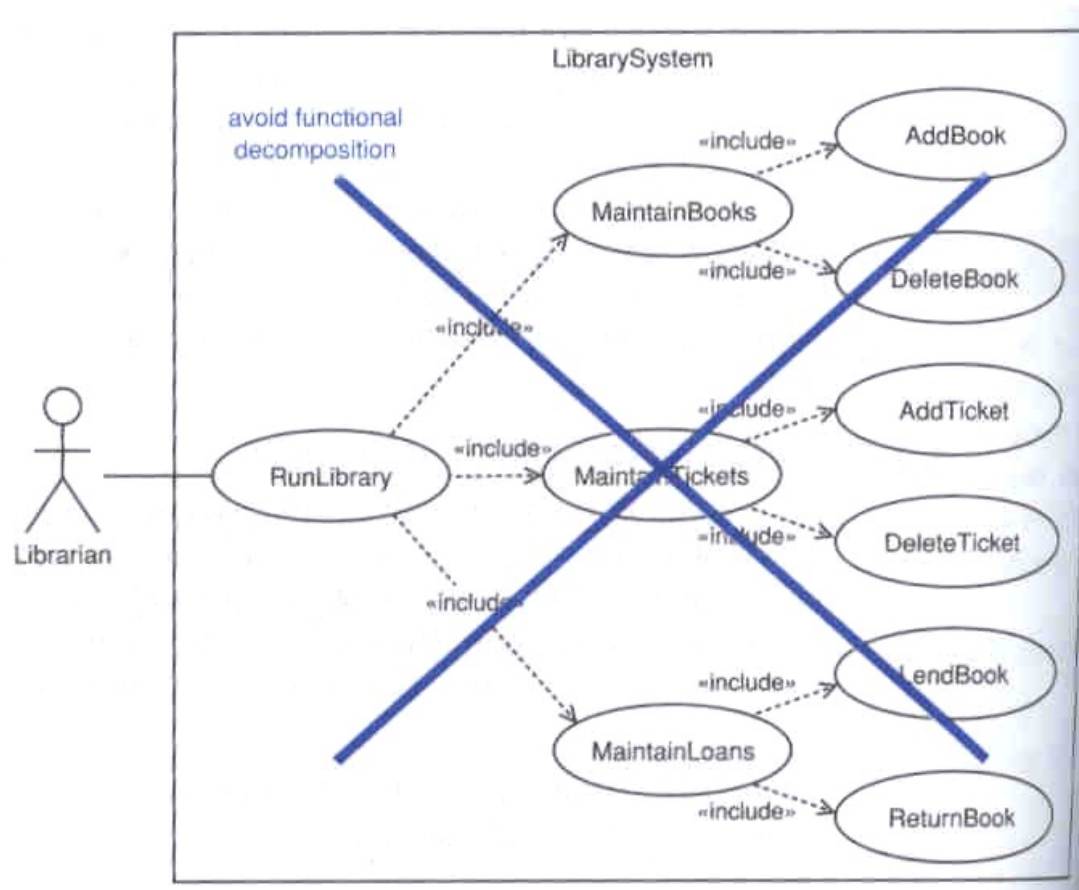 LibrarySystem
avoid functional
decomposition
«include»
AddBook
MaintainBooks
«include»
DeleteBook
«include»
«include»
AddTicket
«include»
RunLibrary
MaintainTickets
«include»
DeleteTicket
Librarian
«include»
«include»
LendBook
MaintainLoans
«include»
ReturnBook